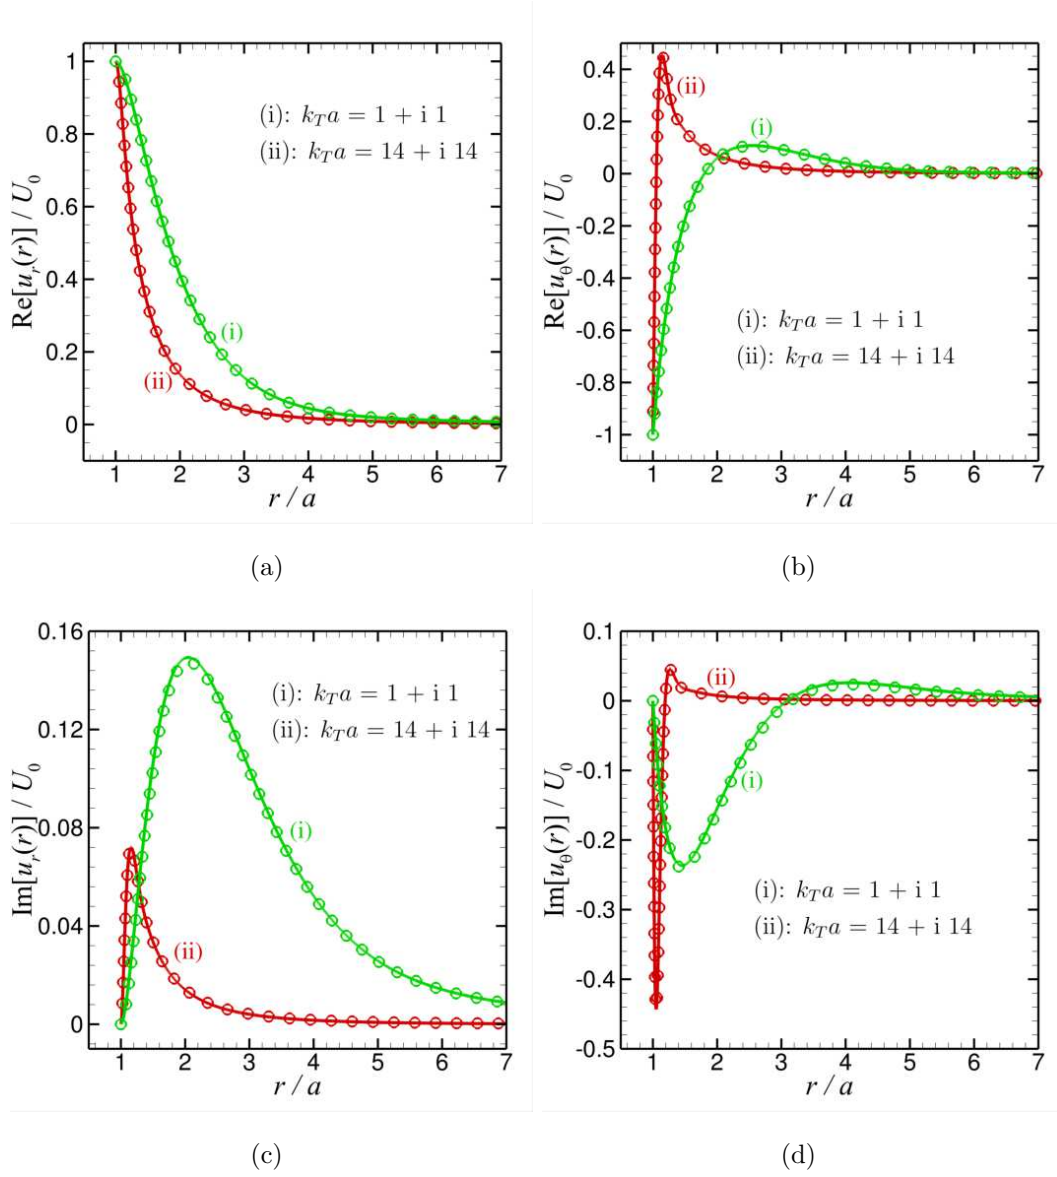 1
0.8
0.6
0.4
0.2
0
Re[u_r(r)] / U_0
(i): k_T a = 1 + i 1
(ii): k_T a = 14 + i 14
(i)
(ii)
1 2 3 4 5 6 7
r / a
(a)
0.4
0.2
0
-0.2
-0.4
-0.6
-0.8
-1
Re[u_θ(r)] / U_0
(ii)
(i)
(i): k_T a = 1 + i 1
(ii): k_T a = 14 + i 14
1 2 3 4 5 6 7
r / a
(b)
0.16
0.12
0.08
0.04
0
Im[u_r(r)] / U_0
(i): k_T a = 1 + i 1
(ii): k_T a = 14 + i 14
(i)
(ii)
1 2 3 4 5 6 7
r / a
(c)
0.1
0
-0.1
-0.2
-0.3
-0.4
-0.5
Im[u_θ(r)] / U_0
(ii)
(i)
(i): k_T a = 1 + i 1
(ii): k_T a = 14 + i 14
1 2 3 4 5 6 7
r / a
(d)